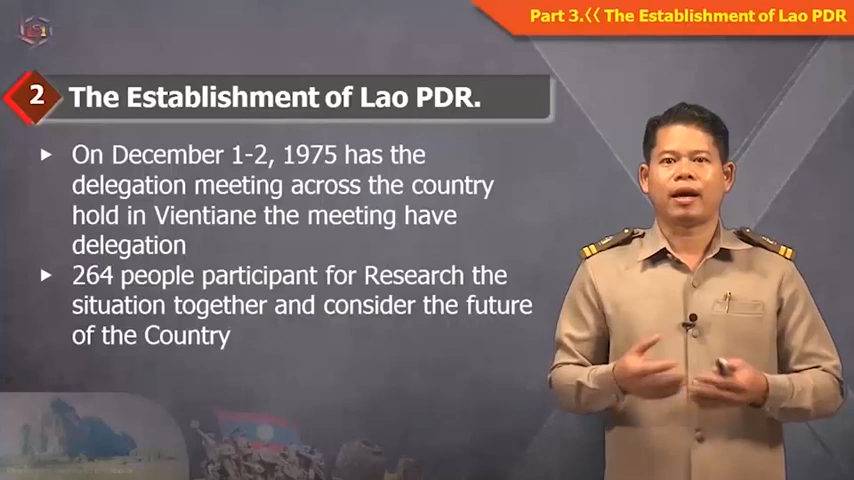 Part 3.⟨⟨ The Establishment of Lao PDR
2
The Establishment of Lao PDR.
On December 1-2, 1975 has the
delegation meeting across the country
hold in Vientiane the meeting have
delegation
264 people participant for Research the
situation together and consider the future
of the Country